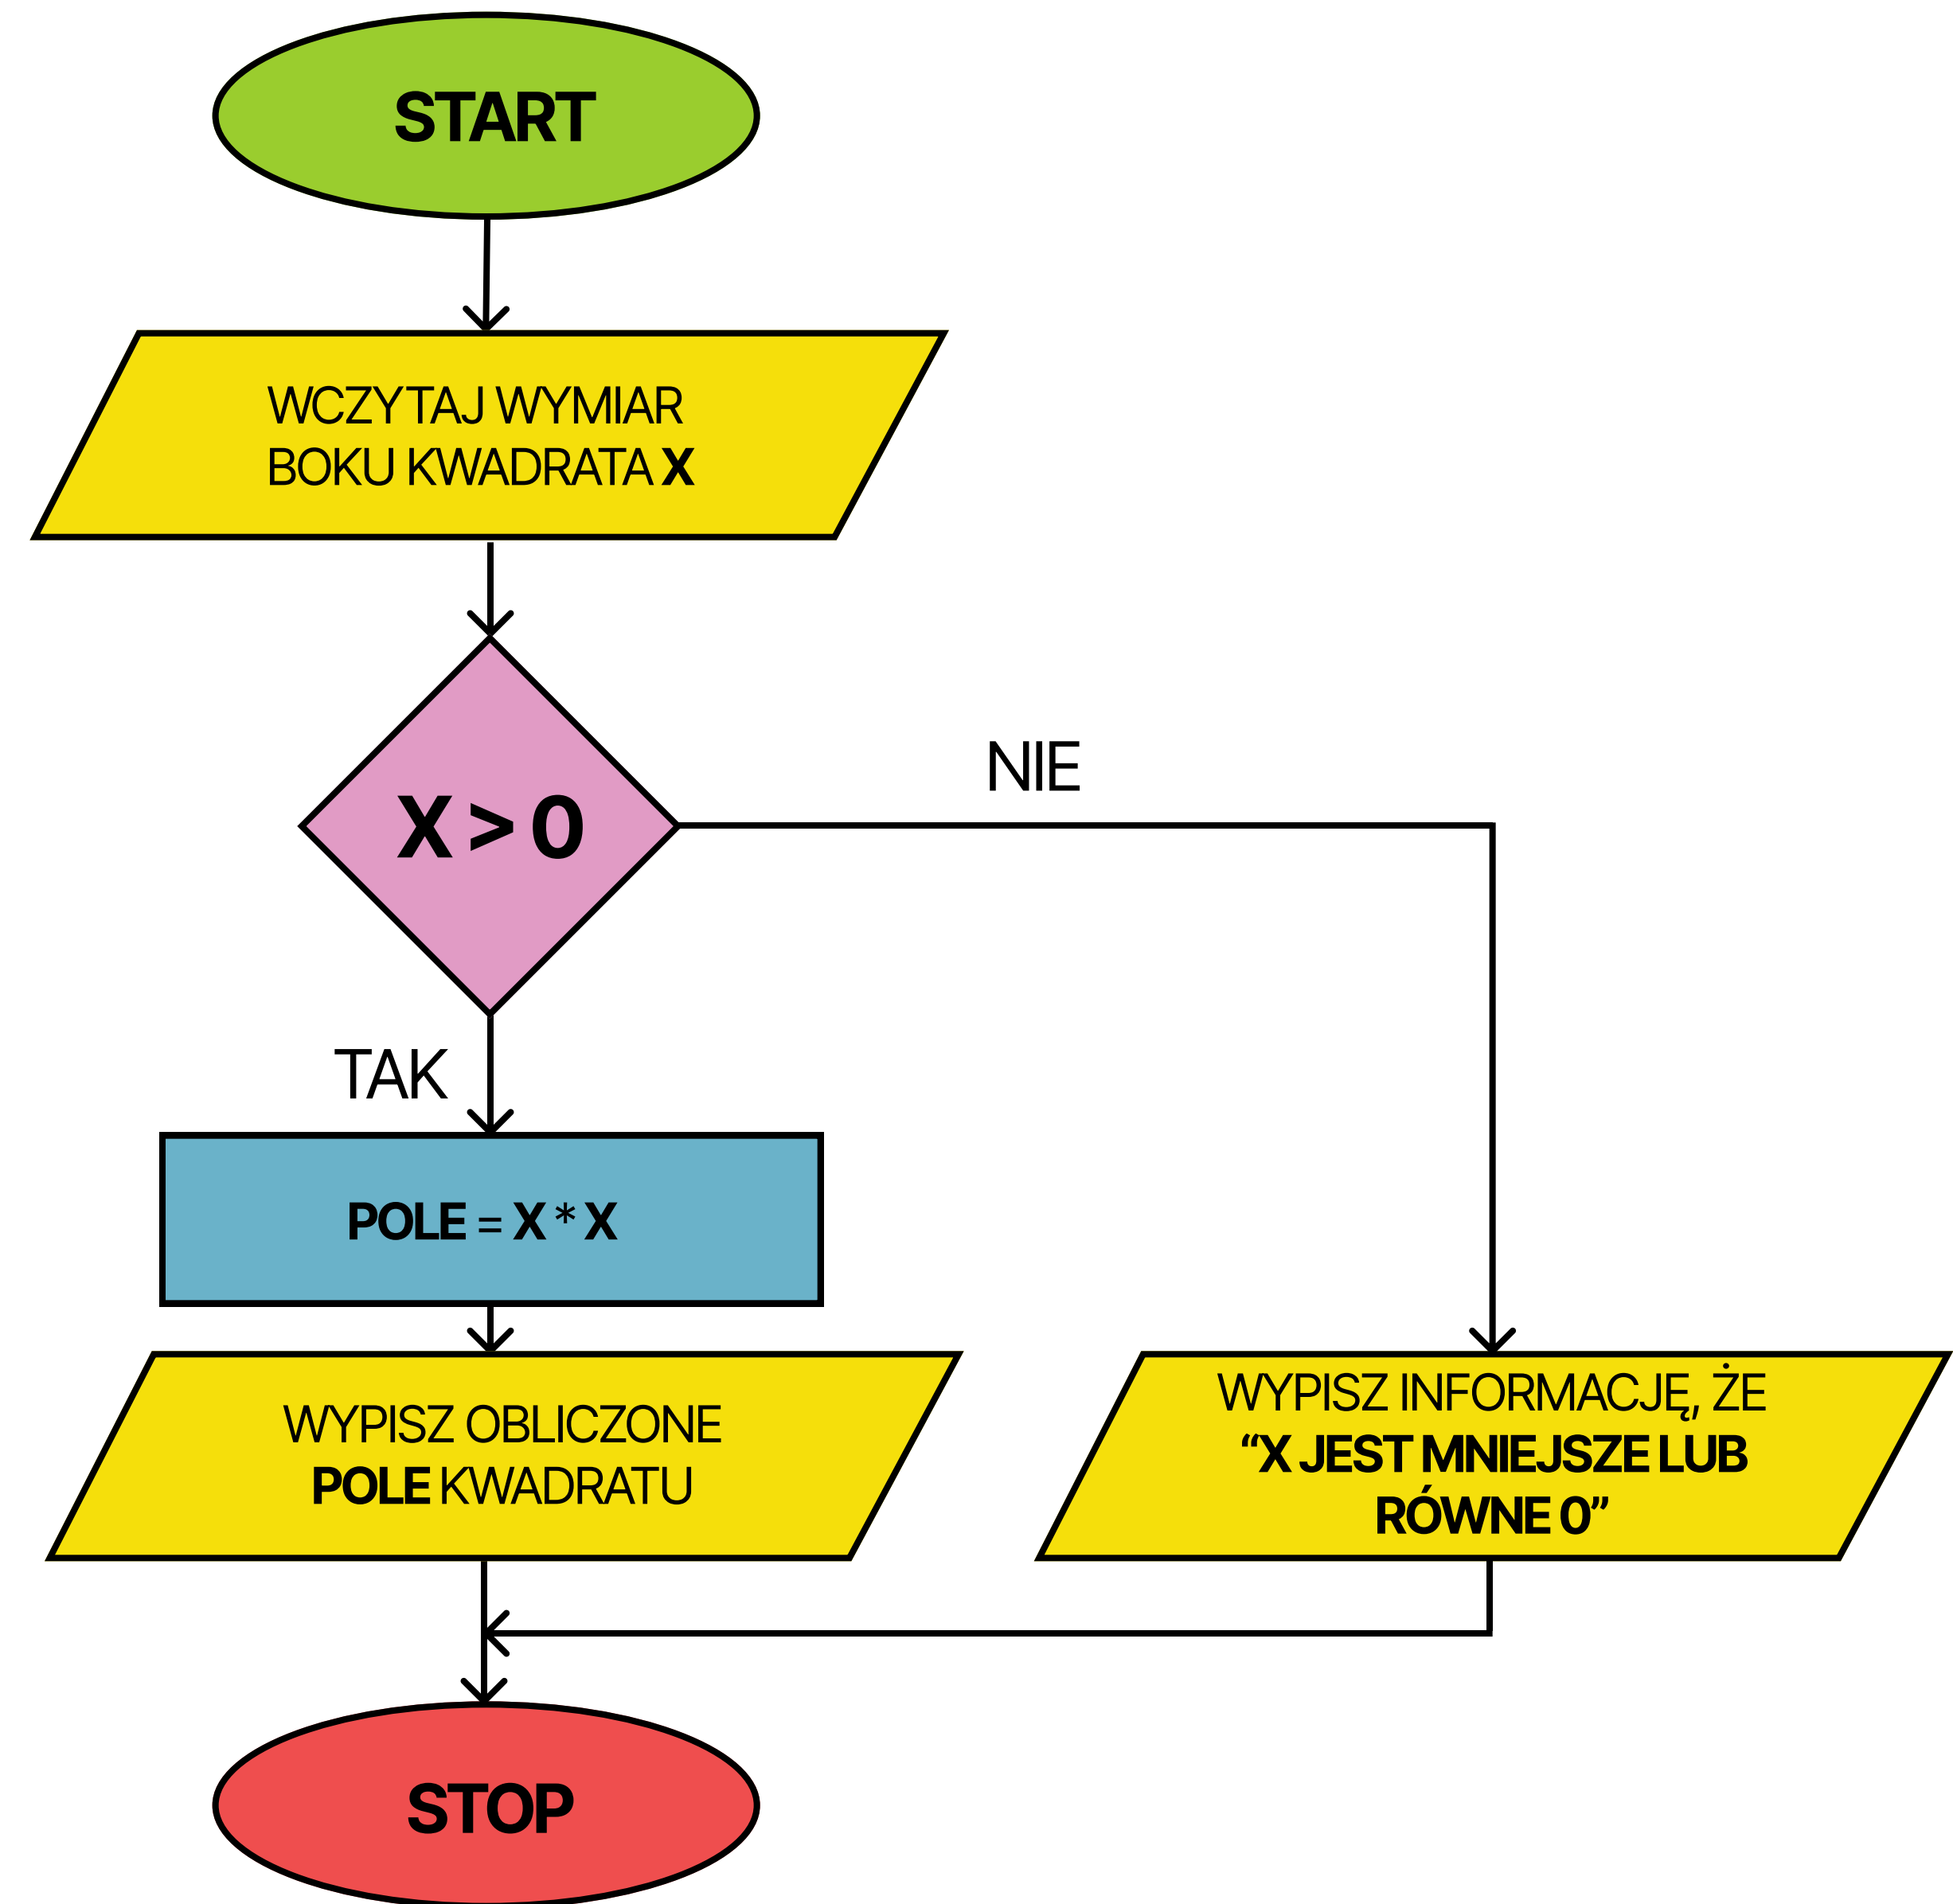 START
WCZYTAJ WYMIAR
BOKU KWADRATA X
X > 0
NIE
TAK
POLE = X * X
WYPISZ OBLICZONE
POLE KWADRATU
WYPISZ INFORMACJĘ, ŻE
“X JEST MNIEJSZE LUB
RÓWNE 0”
STOP